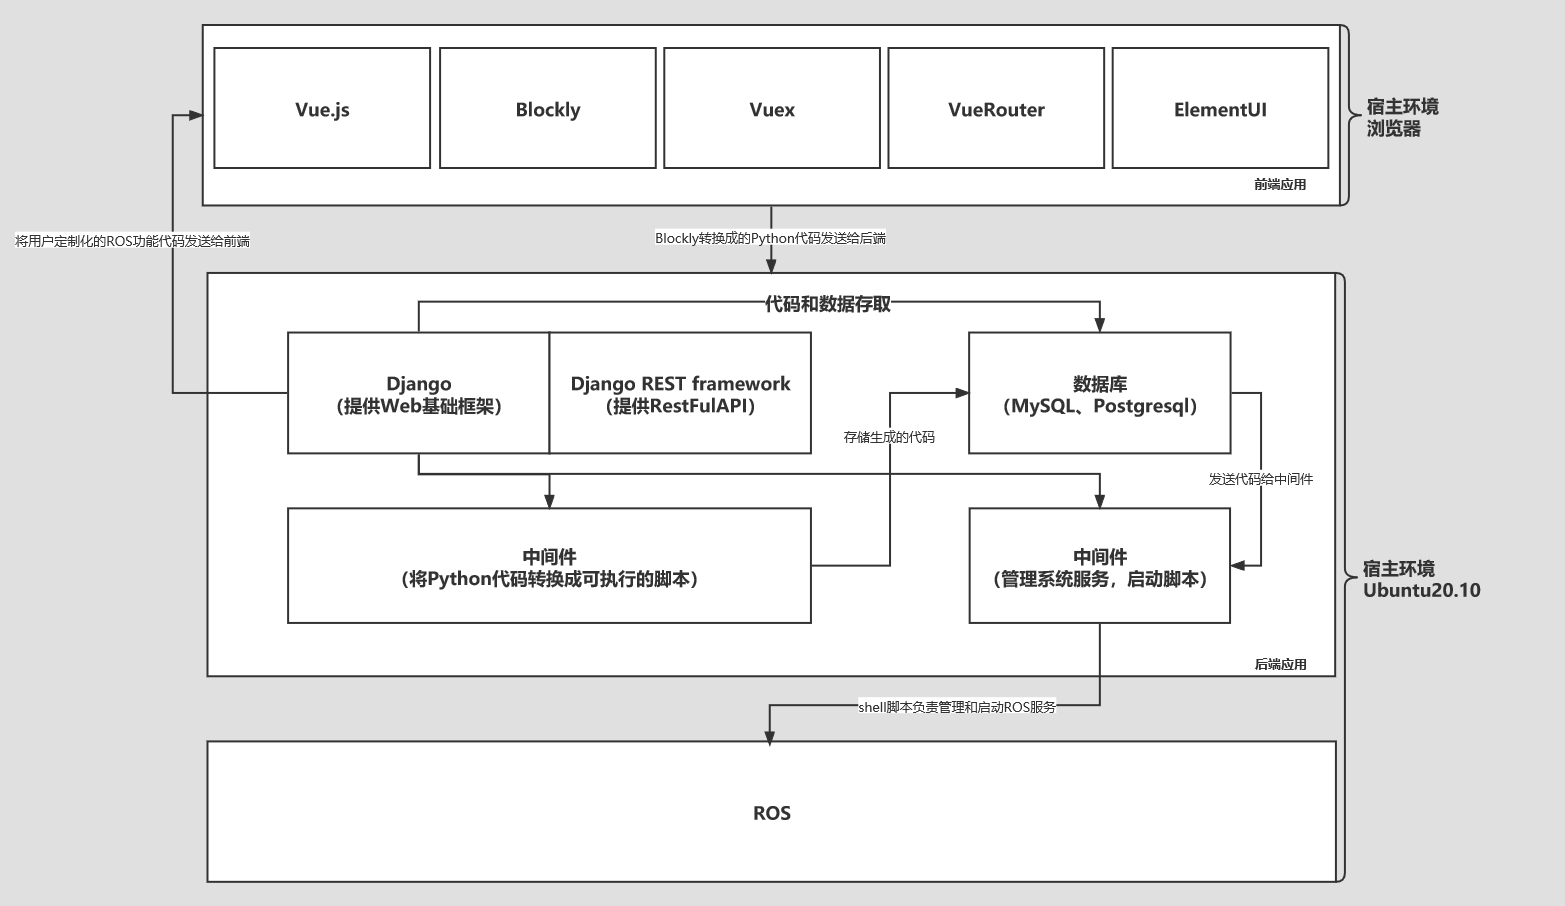 Vue.js
Blockly
Vuex
VueRouter
ElementUI
前端应用
宿主环境
浏览器
将用户定制化的ROS功能代码发送给前端
Blockly转换成的Python代码发送给后端
代码和数据存取
Django
（提供Web基础框架）
Django REST framework
（提供RestFulAPI）
数据库
（MySQL、Postgresql）
存储生成的代码
发送代码给中间件
中间件
（将Python代码转换成可执行的脚本）
中间件
（管理系统服务，启动脚本）
宿主环境
Ubuntu20.10
后端应用
shell脚本负责管理和启动ROS服务
ROS